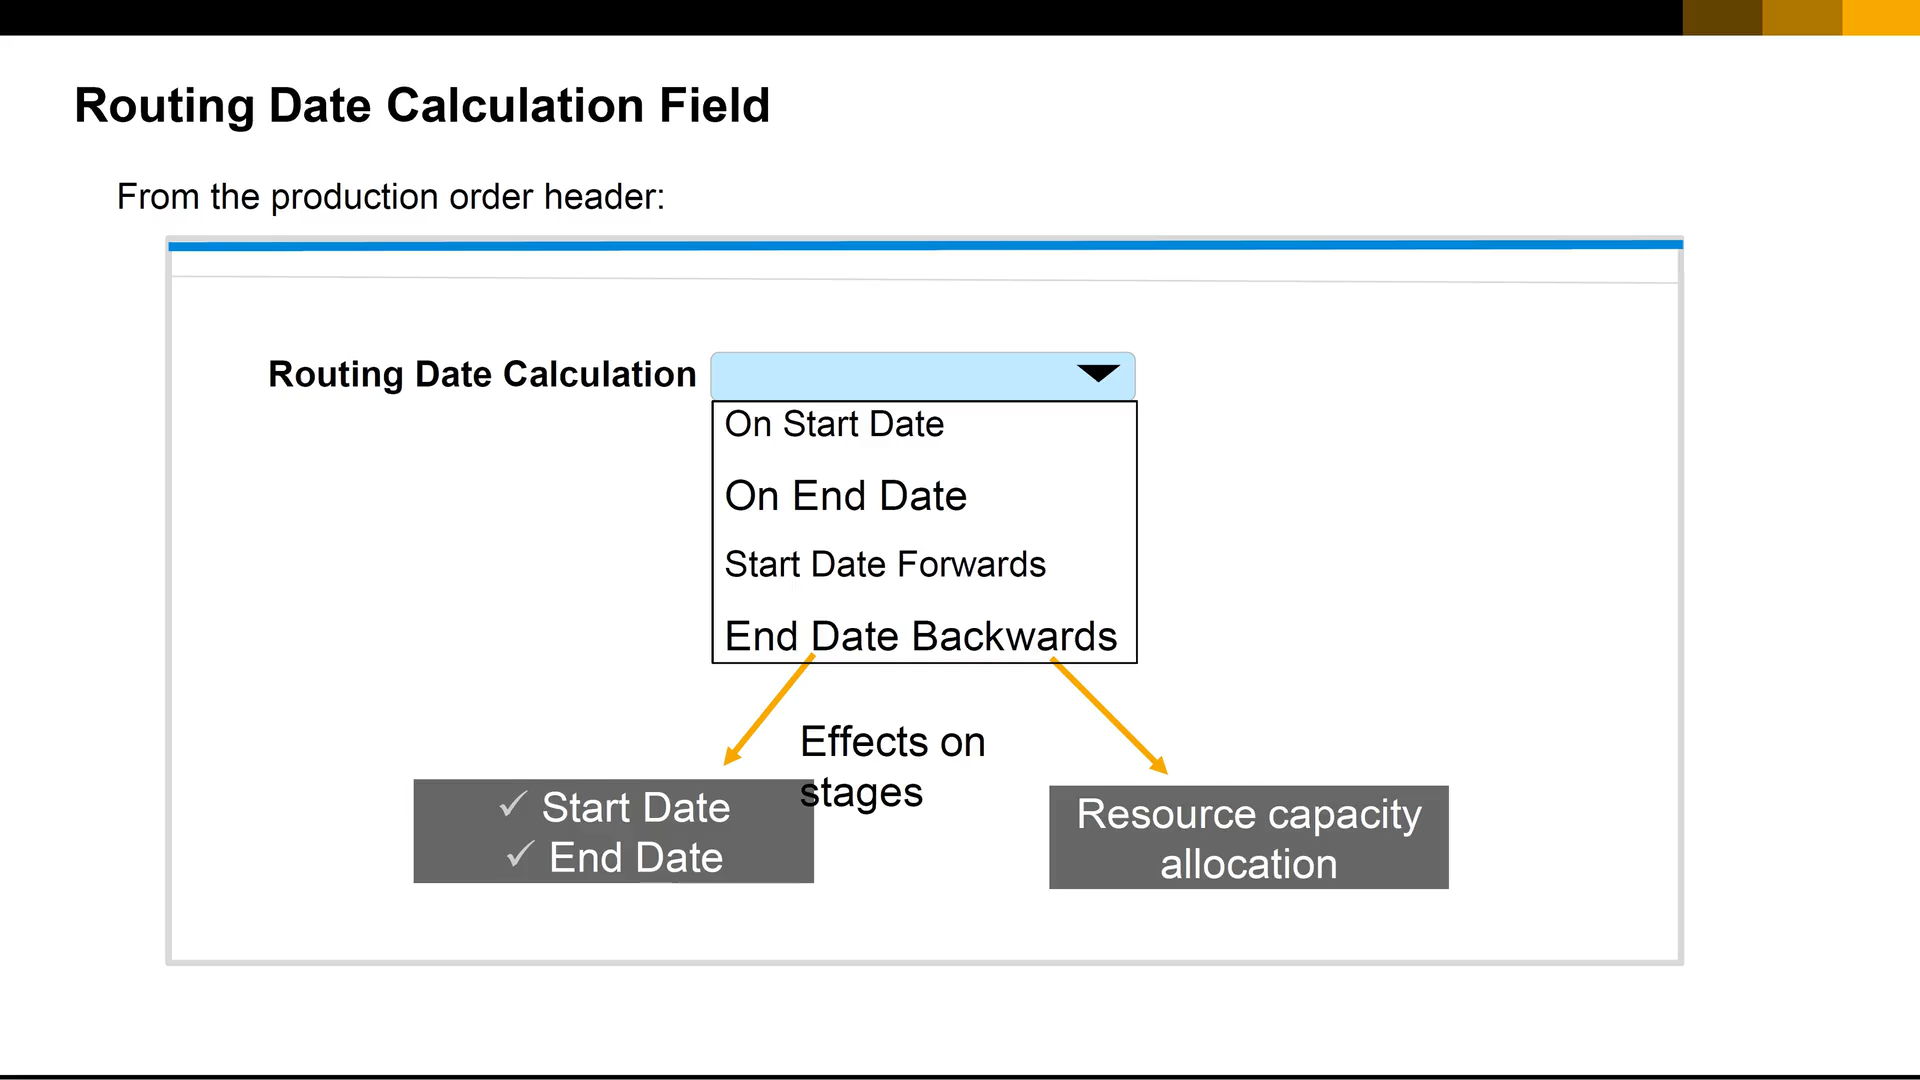 Routing Date Calculation Field
From the production order header:
Routing Date Calculation
On Start Date
On End Date
Start Date Forwards
End Date Backwards
Effects on
stages
✓ Start Date
✓ End Date
Resource capacity
allocation